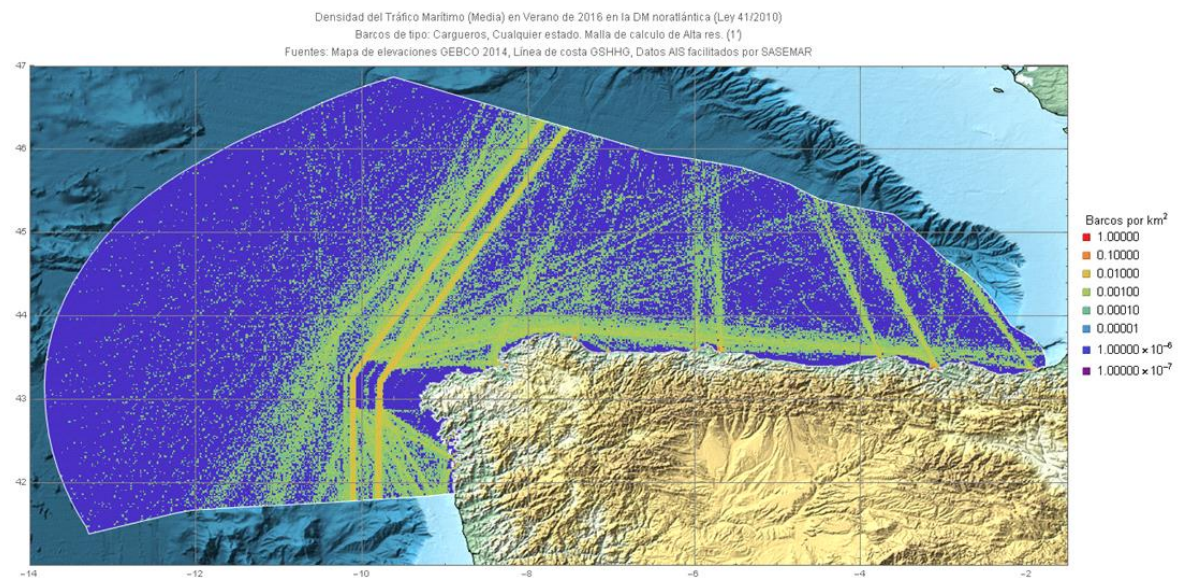 Densidad del Tráfico Marítimo (Media) en Verano de 2016 en la DM noratlántica (Ley 41/2010)
Barcos de tipo: Cargueros, Cualquier estado. Malla de calculo de Alta res. (1')
Fuentes: Mapa de elevaciones GEBCO 2014, Línea de costa GSHHG, Datos AIS facilitados por SASEMAR
47
46
45
44
43
42
Barcos por km²
1.00000
0.10000
0.01000
0.00100
0.00010
0.00001
1.00000 × 10⁻⁶
1.00000 × 10⁻⁷
-14 -12 -10 -8 -6 -4 -2